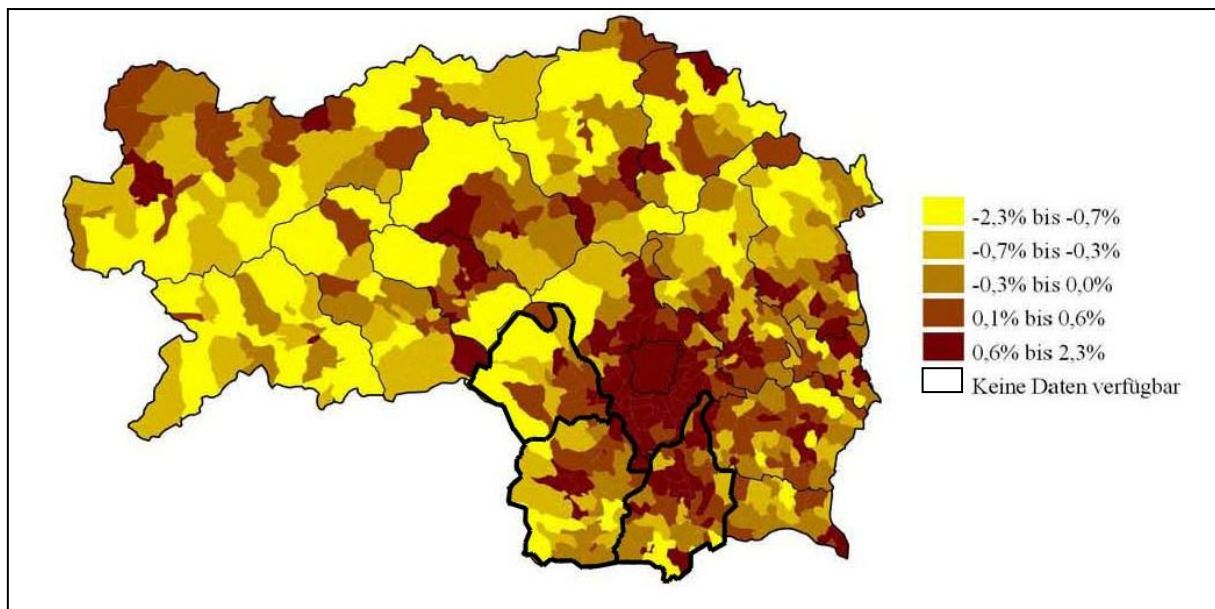 -2,3% bis -0,7%
-0,7% bis -0,3%
-0,3% bis 0,0%
0,1% bis 0,6%
0,6% bis 2,3%
Keine Daten verfügbar